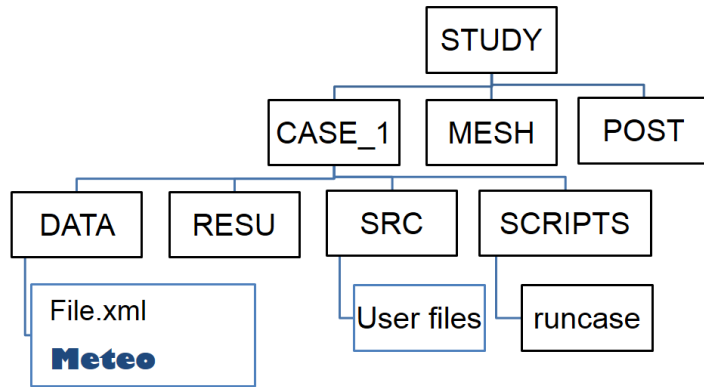 STUDY
CASE_1
MESH
POST
DATA
RESU
SRC
SCRIPTS
File.xml
Meteo
User files
runcase